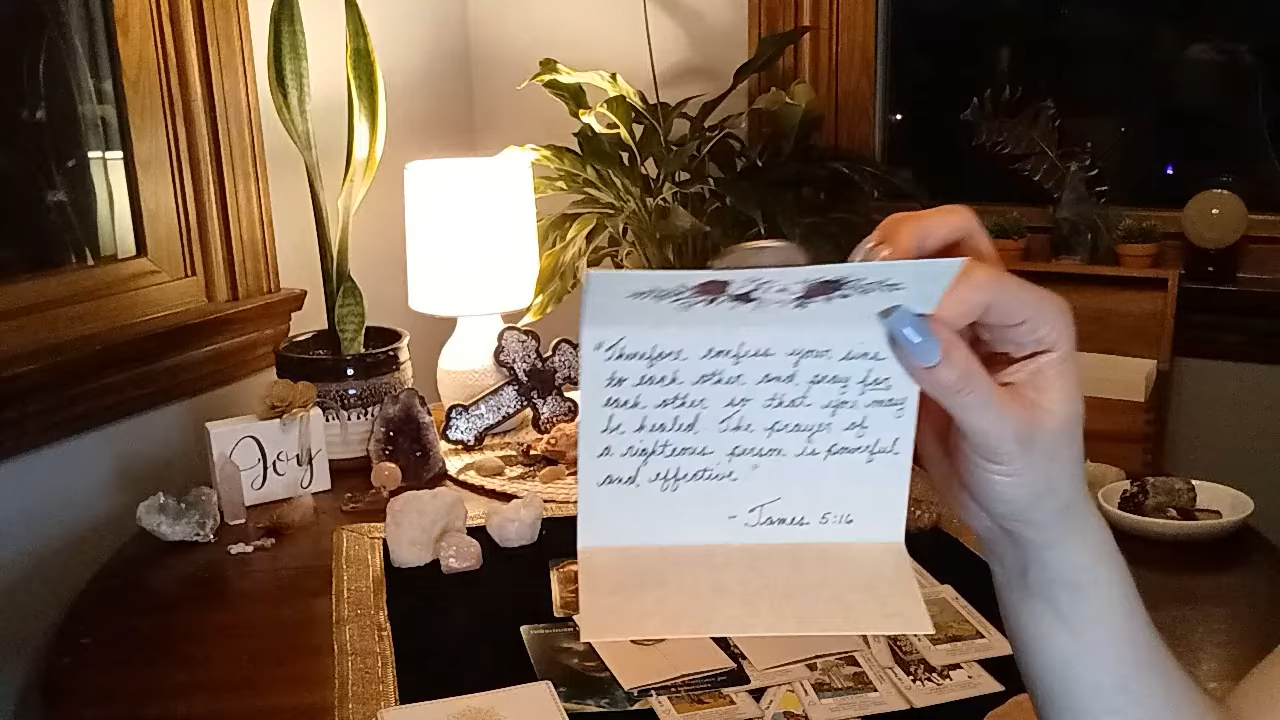 Joy
"Therefore confess your sins
to each other and pray for
each other so that you may
be healed. The prayer of
a righteous person is powerful
and effective"
- James 5:16